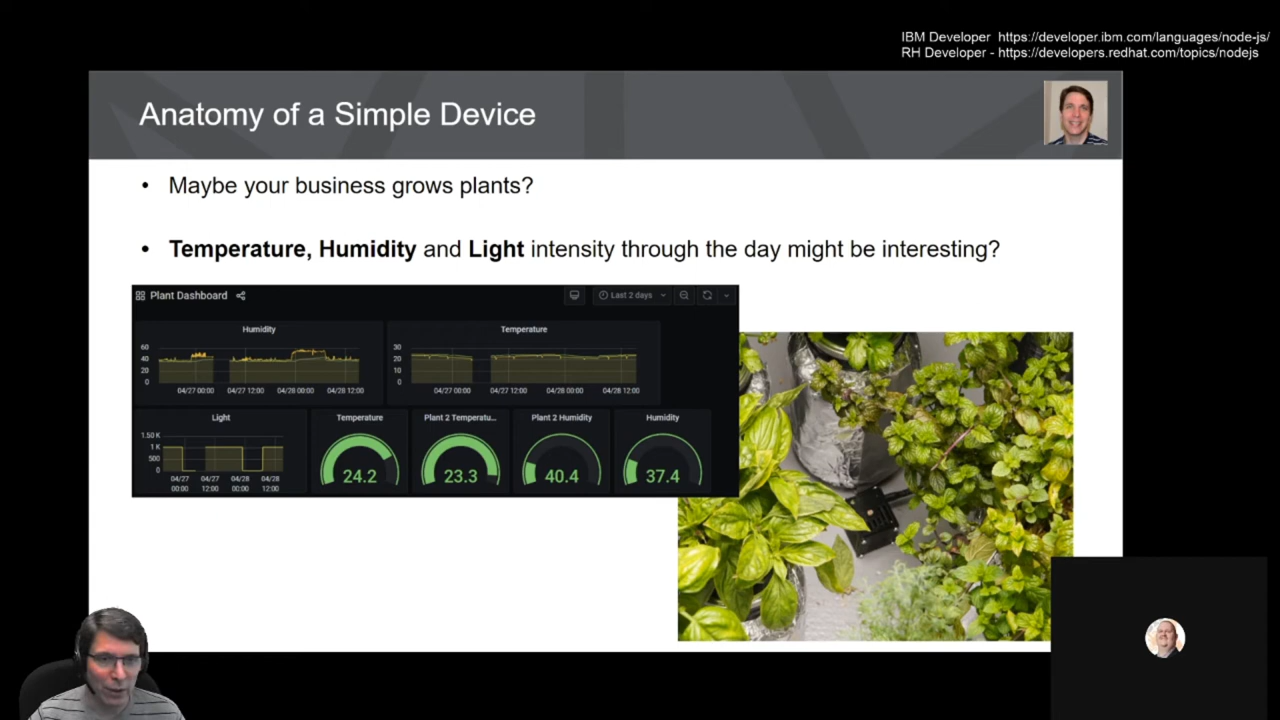 IBM Developer https://developer.ibm.com/languages/node-js/
RH Developer - https://developers.redhat.com/topics/nodejs
Anatomy of a Simple Device
• Maybe your business grows plants?
• Temperature, Humidity and Light intensity through the day might be interesting?
Plant Dashboard
Last 2 days
Humidity
60
40
20
0
04/27 00:00 04/27 12:00 04/28 00:00 04/28 12:00
Temperature
30
20
10
0
04/27 00:00 04/27 12:00 04/28 00:00 04/28 12:00
Light
1.50 K
1 K
500
0
04/27 04/27 04/28 04/28
00:00 12:00 00:00 12:00
Temperature
24.2
Plant 2 Temperatu...
23.3
Plant 2 Humidity
40.4
Humidity
37.4